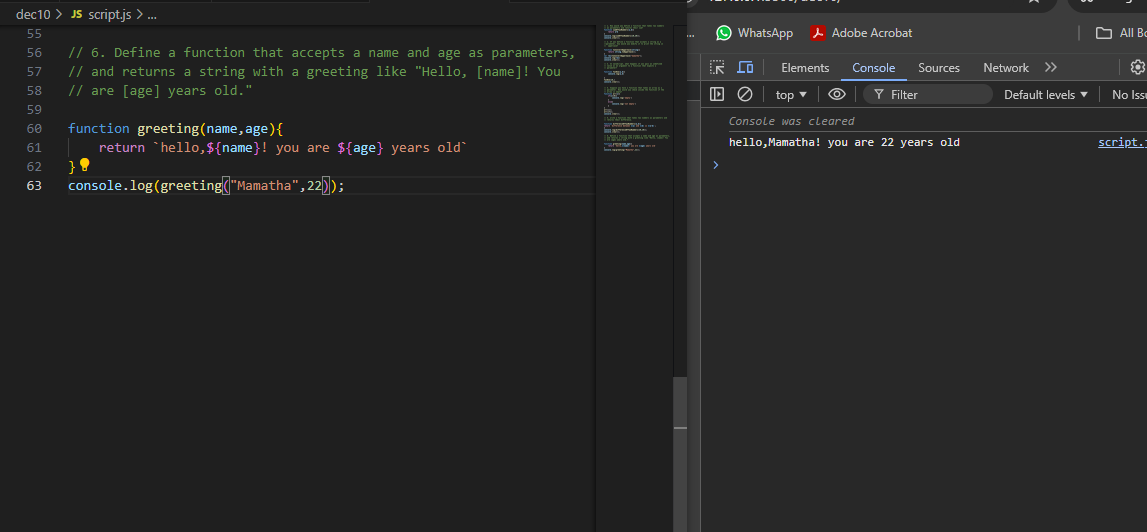 dec10 > JS script.js > ...
55
56 // 6. Define a function that accepts a name and age as parameters,
57 // and returns a string with a greeting like "Hello, [name]! You
58 // are [age] years old."
59
60 function greeting(name,age){
61 return `hello,${name}! you are ${age} years old`
62 }
63 console.log(greeting("Mamatha",22));
... WhatsApp Adobe Acrobat All Bo
Elements Console Sources Network
top Filter Default levels No Issu
Console was cleared
hello,Mamatha! you are 22 years old script.j
>